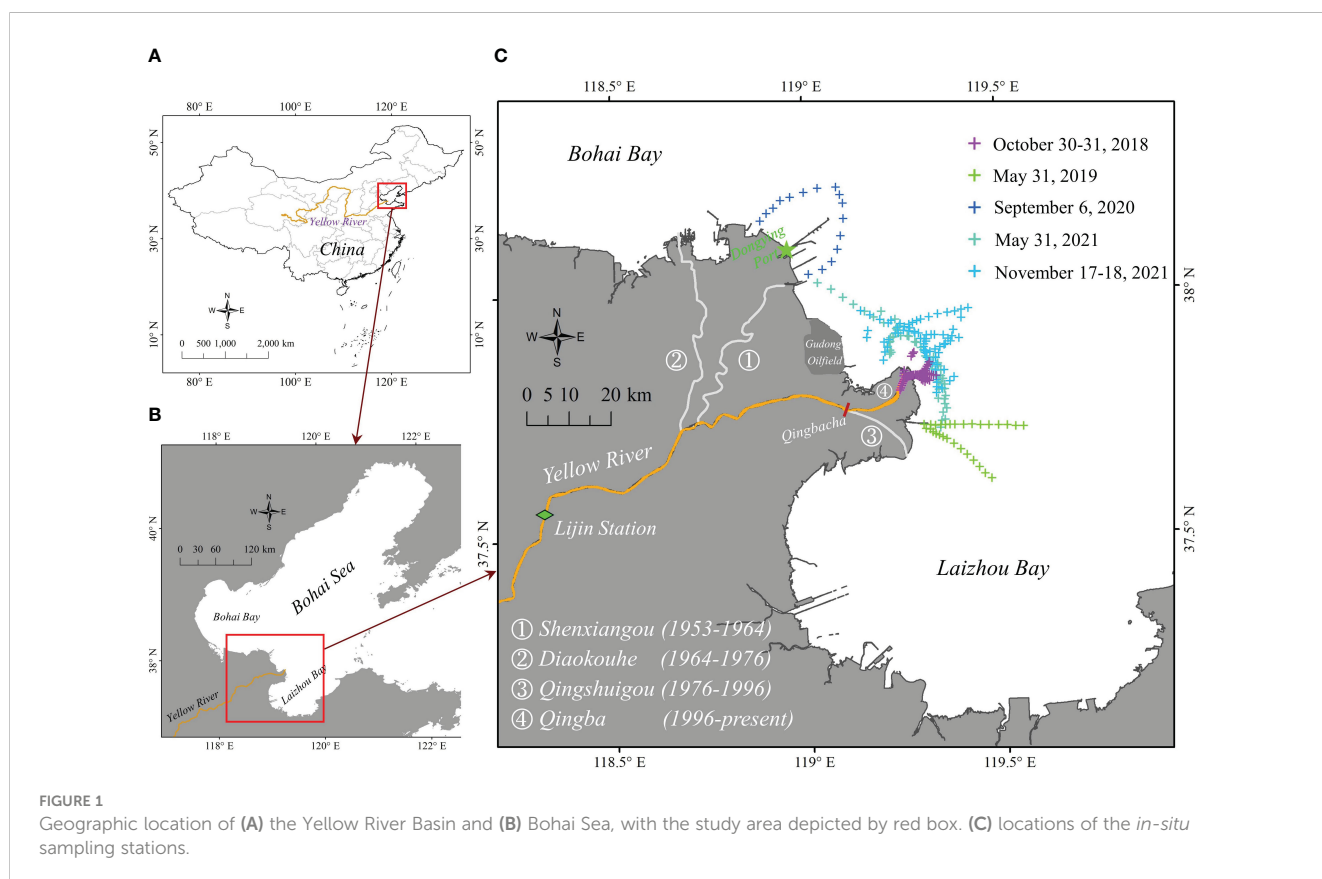 A
80° E 100° E 120° E
50° N
50° N
30° N
30° N
10° N
10° N
Yellow River
China
N
W E
S
0 500 1,000 2,000 km
B
118° E 120° E 122° E
40° N
40° N
38° N
38° N
N
W E
S
0 30 60 120 km
Bohai Sea
Bohai Bay
Laizhou Bay
Yellow River
118° E 120° E 122° E
C
118.5° E 119° E 119.5° E
Bohai Bay
October 30-31, 2018
May 31, 2019
September 6, 2020
May 31, 2021
November 17-18, 2021
Dongying
Port
38° N
N
W E
S
0 5 10 20 km
② ①
Gudong
Oilfield
④
Qingbacha
③
Yellow River
Lijin Station
37.5° N
37.5° N
Laizhou Bay
① Shenxiangou (1953-1964)
② Diaokouhe (1964-1976)
③ Qingshuigou (1976-1996)
④ Qingba (1996-present)
118.5° E 119° E 119.5° E
FIGURE 1
Geographic location of (A) the Yellow River Basin and (B) Bohai Sea, with the study area depicted by red box. (C) locations of the in-situ
sampling stations.